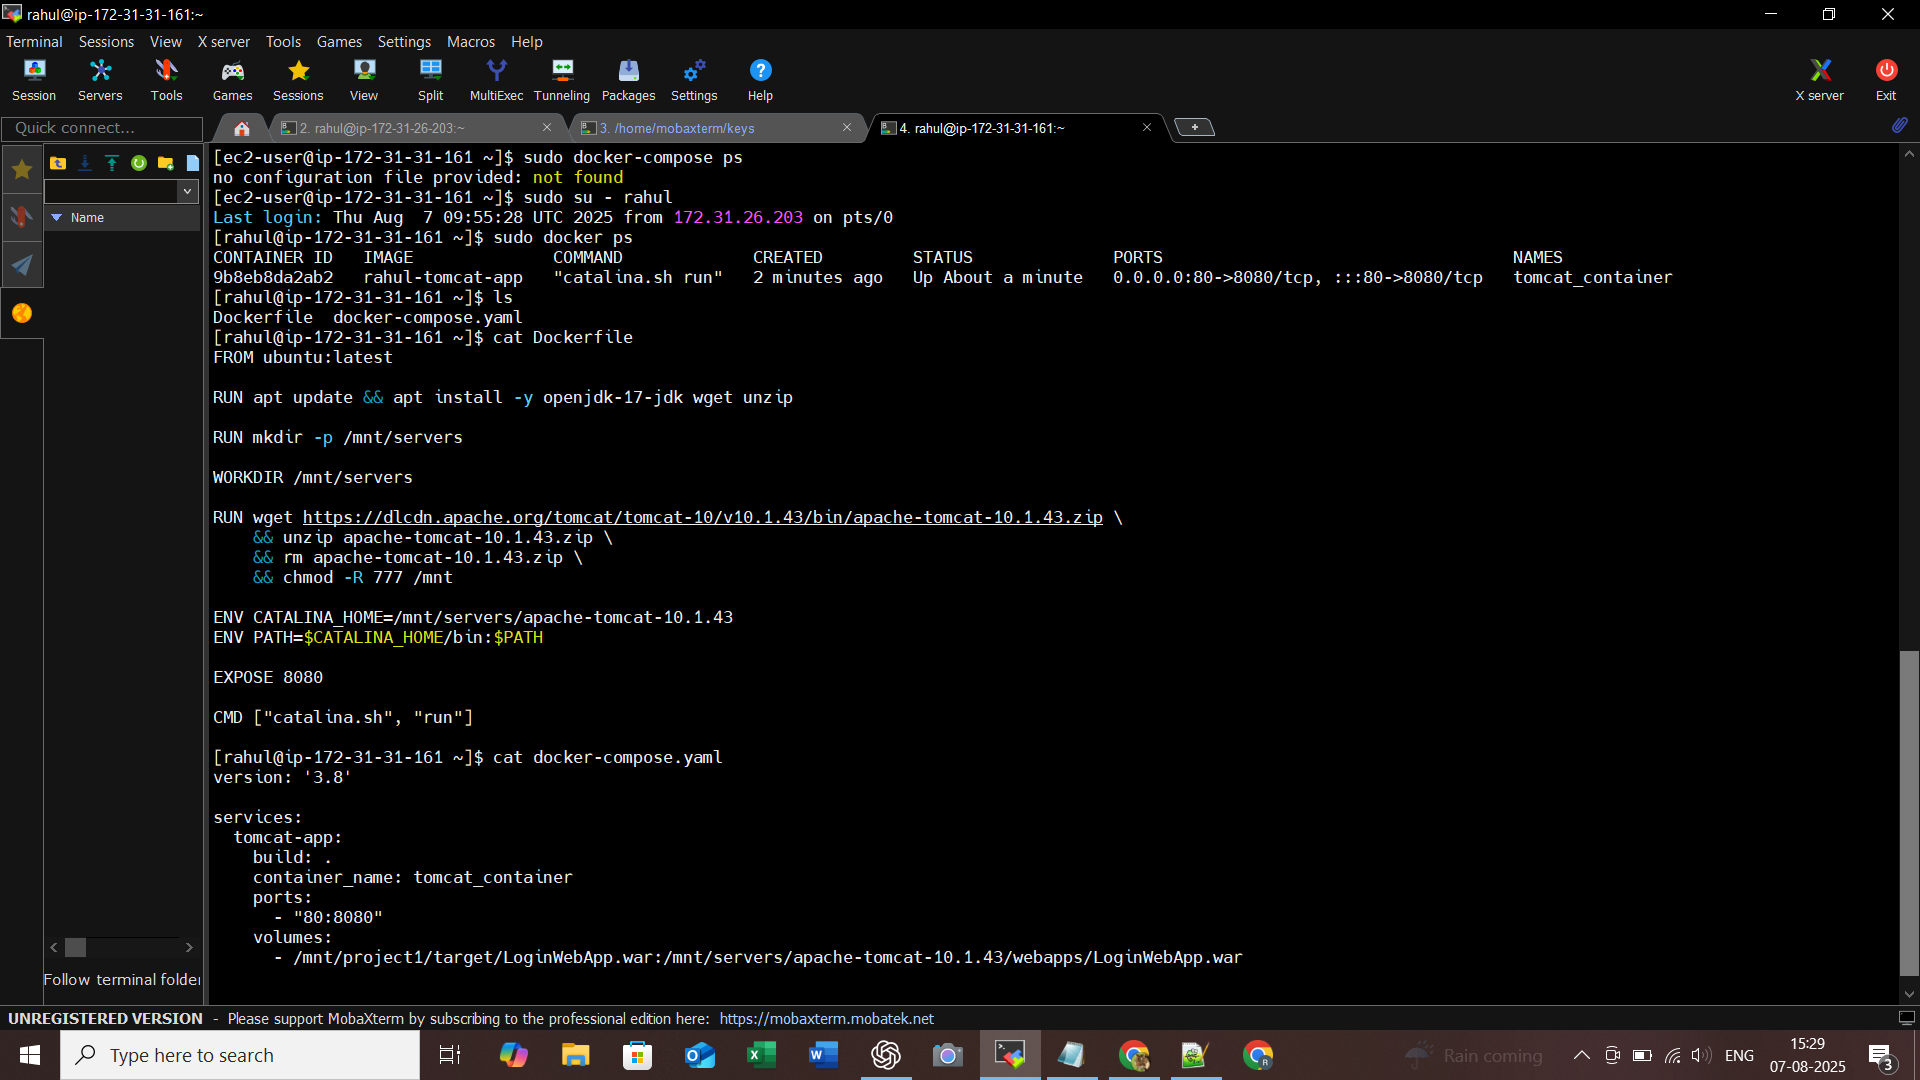 rahul@ip-172-31-31-161:~
Terminal Sessions View X server Tools Games Settings Macros Help
Session Servers Tools Games Sessions View Split MultiExec Tunneling Packages Settings Help X server Exit
Quick connect...
2. rahul@ip-172-31-26-203:~
3. /home/mobaxterm/keys
4. rahul@ip-172-31-31-161:~
Name
[ec2-user@ip-172-31-31-161 ~]$ sudo docker-compose ps
no configuration file provided: not found
[ec2-user@ip-172-31-31-161 ~]$ sudo su - rahul
Last login: Thu Aug  7 09:55:28 UTC 2025 from 172.31.26.203 on pts/0
[rahul@ip-172-31-31-161 ~]$ sudo docker ps
CONTAINER ID   IMAGE              COMMAND             CREATED         STATUS              PORTS                                   NAMES
9b8eb8da2ab2   rahul-tomcat-app   "catalina.sh run"   2 minutes ago   Up About a minute   0.0.0.0:80->8080/tcp, :::80->8080/tcp   tomcat_container
[rahul@ip-172-31-31-161 ~]$ ls
Dockerfile  docker-compose.yaml
[rahul@ip-172-31-31-161 ~]$ cat Dockerfile
FROM ubuntu:latest
RUN apt update && apt install -y openjdk-17-jdk wget unzip
RUN mkdir -p /mnt/servers
WORKDIR /mnt/servers
RUN wget https://dlcdn.apache.org/tomcat/tomcat-10/v10.1.43/bin/apache-tomcat-10.1.43.zip \
    && unzip apache-tomcat-10.1.43.zip \
    && rm apache-tomcat-10.1.43.zip \
    && chmod -R 777 /mnt
ENV CATALINA_HOME=/mnt/servers/apache-tomcat-10.1.43
ENV PATH=$CATALINA_HOME/bin:$PATH
EXPOSE 8080
CMD ["catalina.sh", "run"]
[rahul@ip-172-31-31-161 ~]$ cat docker-compose.yaml
version: '3.8'
services:
  tomcat-app:
    build: .
    container_name: tomcat_container
    ports:
      - "80:8080"
    volumes:
      - /mnt/project1/target/LoginWebApp.war:/mnt/servers/apache-tomcat-10.1.43/webapps/LoginWebApp.war
Follow terminal folder
UNREGISTERED VERSION - Please support MobaXterm by subscribing to the professional edition here: https://mobaxterm.mobatek.net
Type here to search
Rain coming
ENG
15:29
07-08-2025
3